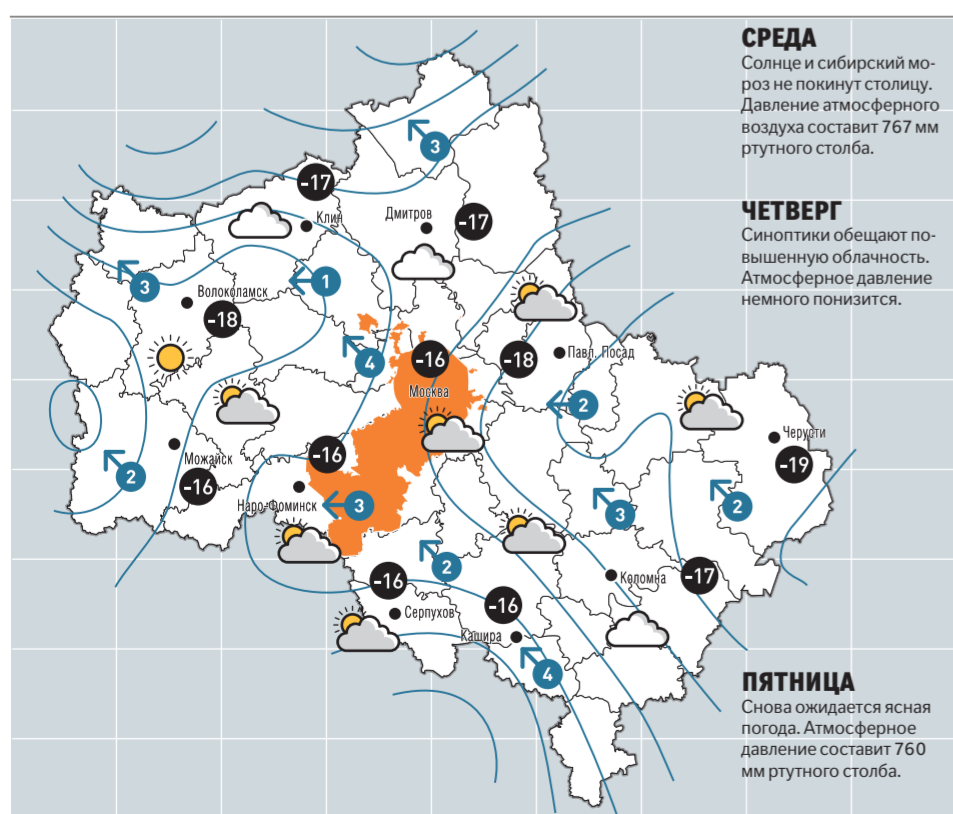 СРЕДА
Солнце и сибирский мо-
роз не покинут столицу.
Давление атмосферного
воздуха составит 767 мм
ртутного столба.
ЧЕТВЕРГ
Синоптики обещают по-
вышенную облачность.
Атмосферное давление
немного понизится.
3
-17
Клин
Дмитров
-17
3
1
Волоколамск
-18
4
-16
-18
Павл. Посад
Москва
2
Черусти
-19
Можайск
2
-16
-16
Наро-Фоминск
3
3
2
2
-16
Серпухов
-16
Кашира
4
Коломна
-17
ПЯТНИЦА
Снова ожидается ясная
погода. Атмосферное
давление составит 760
мм ртутного столба.